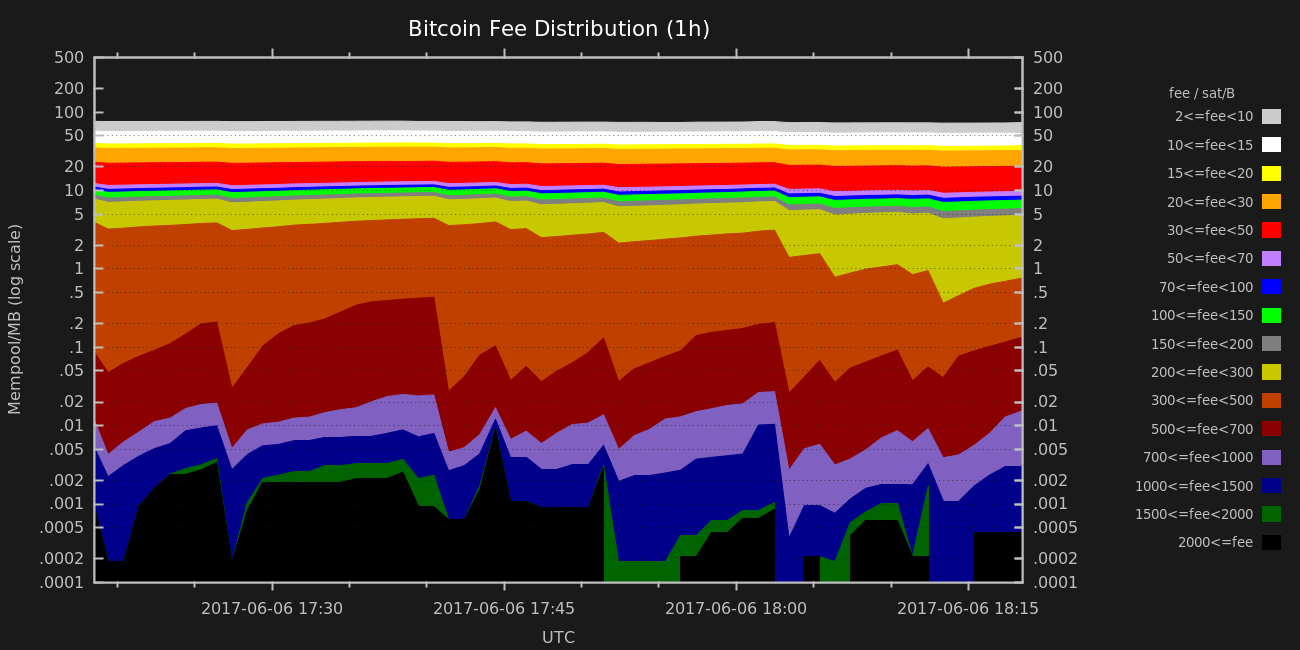 Bitcoin Fee Distribution (1h)
500 500
200 200
100 100
50 50
20 20
10 10
5 5
2 2
1 1
.5 .5
.2 .2
.1 .1
.05 .05
.02 .02
.01 .01
.005 .005
.002 .002
.001 .001
.0005 .0005
.0002 .0002
.0001 .0001
Mempool/MB (log scale)
2017-06-06 17:30 2017-06-06 17:45 2017-06-06 18:00 2017-06-06 18:15
UTC
fee / sat/B
2<=fee<10
10<=fee<15
15<=fee<20
20<=fee<30
30<=fee<50
50<=fee<70
70<=fee<100
100<=fee<150
150<=fee<200
200<=fee<300
300<=fee<500
500<=fee<700
700<=fee<1000
1000<=fee<1500
1500<=fee<2000
2000<=fee